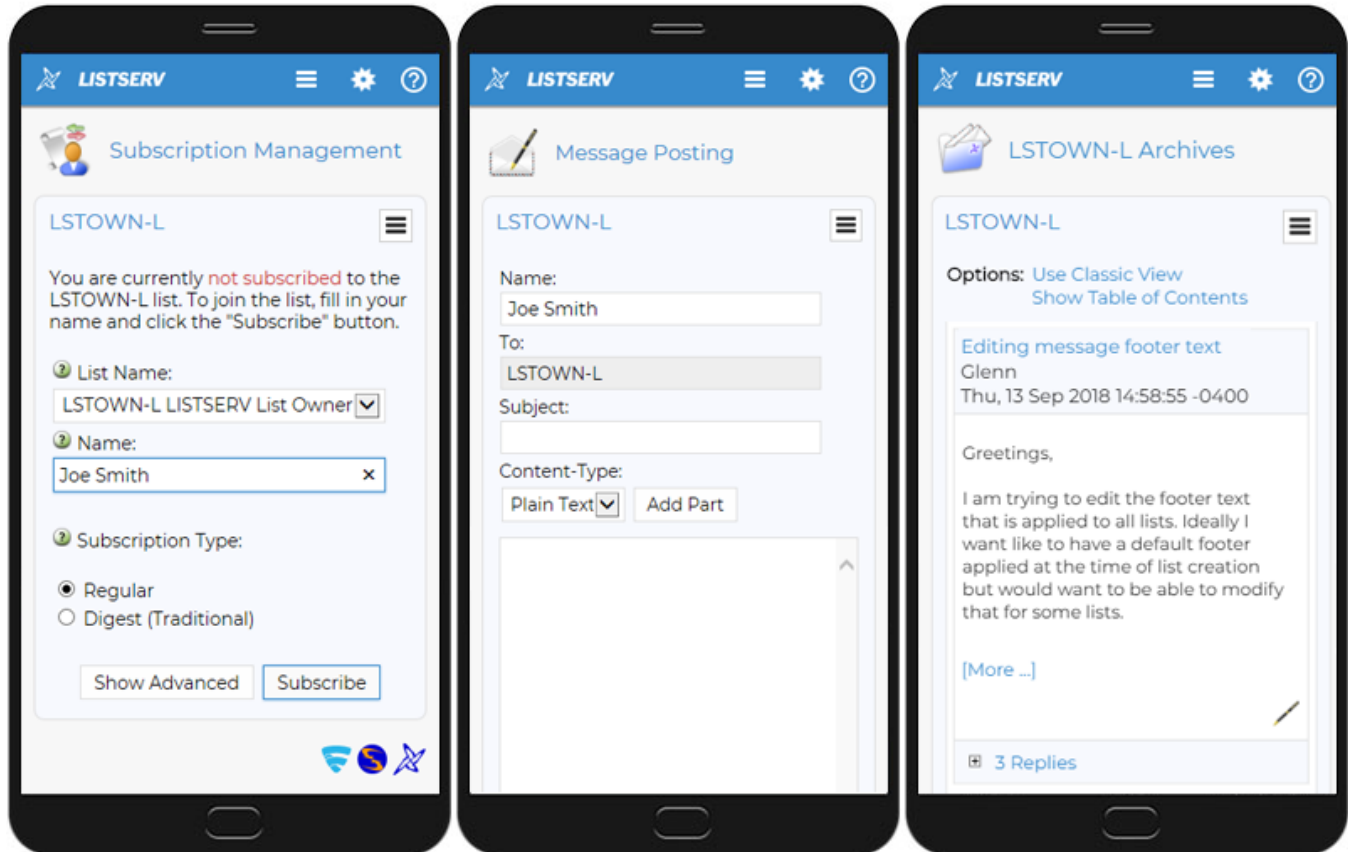 LISTSERV
Subscription Management
LSTOWN-L
You are currently not subscribed to the
LSTOWN-L list. To join the list, fill in your
name and click the "Subscribe" button.
List Name:
LSTOWN-L LISTSERV List Owner
Name:
Joe Smith
Subscription Type:
Regular
Digest (Traditional)
Show Advanced
Subscribe
LISTSERV
Message Posting
LSTOWN-L
Name:
Joe Smith
To:
LSTOWN-L
Subject:
Content-Type:
Plain Text
Add Part
LISTSERV
LSTOWN-L Archives
LSTOWN-L
Options: Use Classic View
Show Table of Contents
Editing message footer text
Glenn
Thu, 13 Sep 2018 14:58:55 -0400
Greetings,
I am trying to edit the footer text
that is applied to all lists. Ideally I
want like to have a default footer
applied at the time of list creation
but would want to be able to modify
that for some lists.
[More ...]
3 Replies